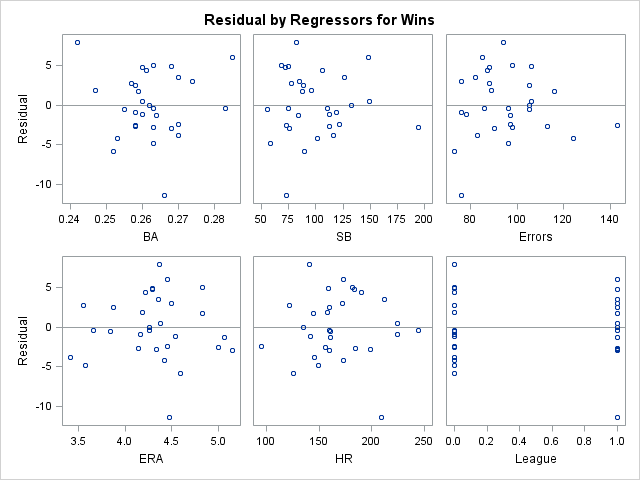 Residual by Regressors for Wins
Residual
5
0
-5
-10
0.24 0.25 0.26 0.27 0.28
BA
50 75 100 125 150 175 200
SB
80 100 120 140
Errors
Residual
5
0
-5
-10
3.5 4.0 4.5 5.0
ERA
100 150 200 250
HR
0.0 0.2 0.4 0.6 0.8 1.0
League